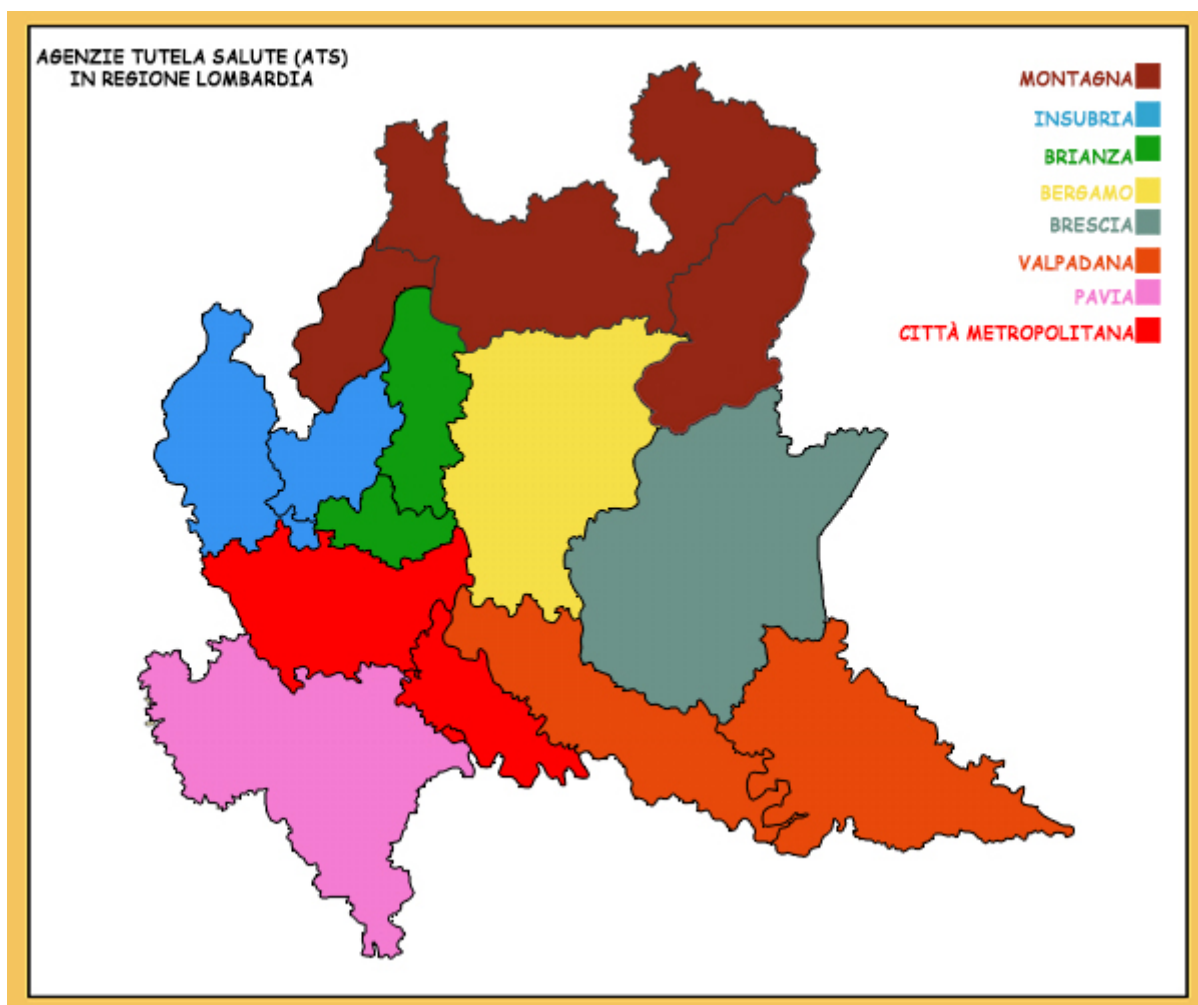 AGENZIE TUTELA SALUTE (ATS)
IN REGIONE LOMBARDIA
MONTAGNA
INSUBRIA
BRIANZA
BERGAMO
BRESCIA
VALPADANA
PAVIA
CITTÀ METROPOLITANA